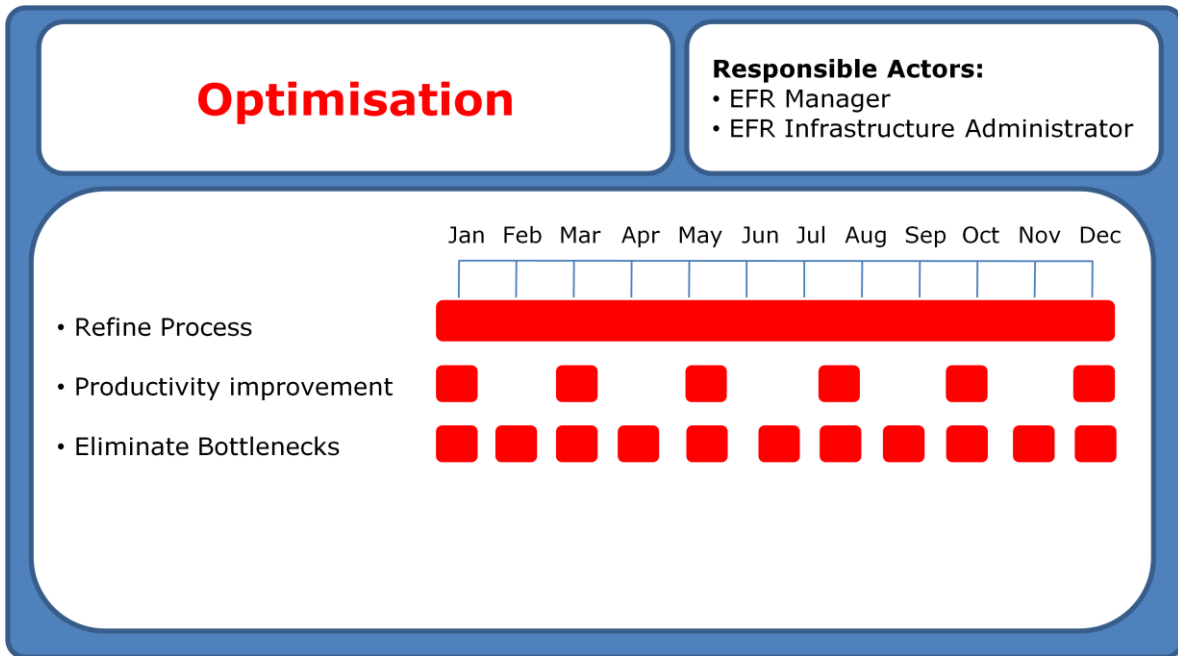 Optimisation
Responsible Actors:
• EFR Manager
• EFR Infrastructure Administrator
Jan Feb Mar Apr May Jun Jul Aug Sep Oct Nov Dec
• Refine Process
• Productivity improvement
• Eliminate Bottlenecks